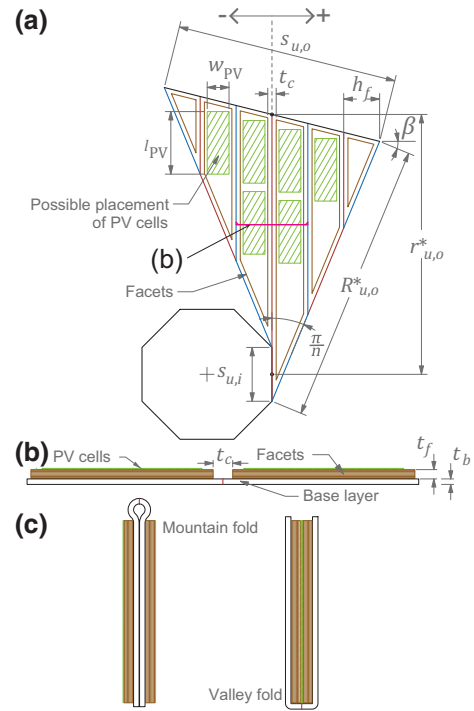 (a)
- +
s_{u,o}
w_{PV} t_c h_f
β
l_{PV}
Possible placement
of PV cells
(b)
r^*_{u,o}
R^*_{u,o}
Facets
π/n
+ s_{u,i}
(b)
PV cells t_c Facets t_f t_b
Base layer
(c)
Mountain fold
Valley fold